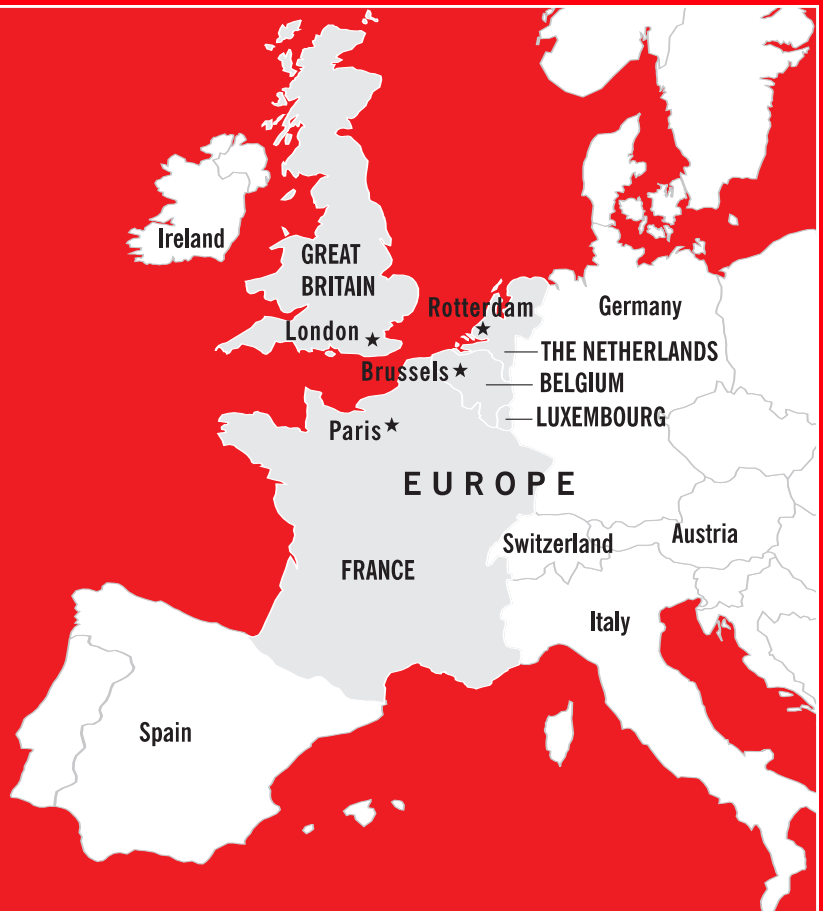 Ireland
GREAT
BRITAIN
London
Rotterdam
Germany
THE NETHERLANDS
Brussels
BELGIUM
LUXEMBOURG
Paris
EUROPE
Switzerland
Austria
FRANCE
Italy
Spain